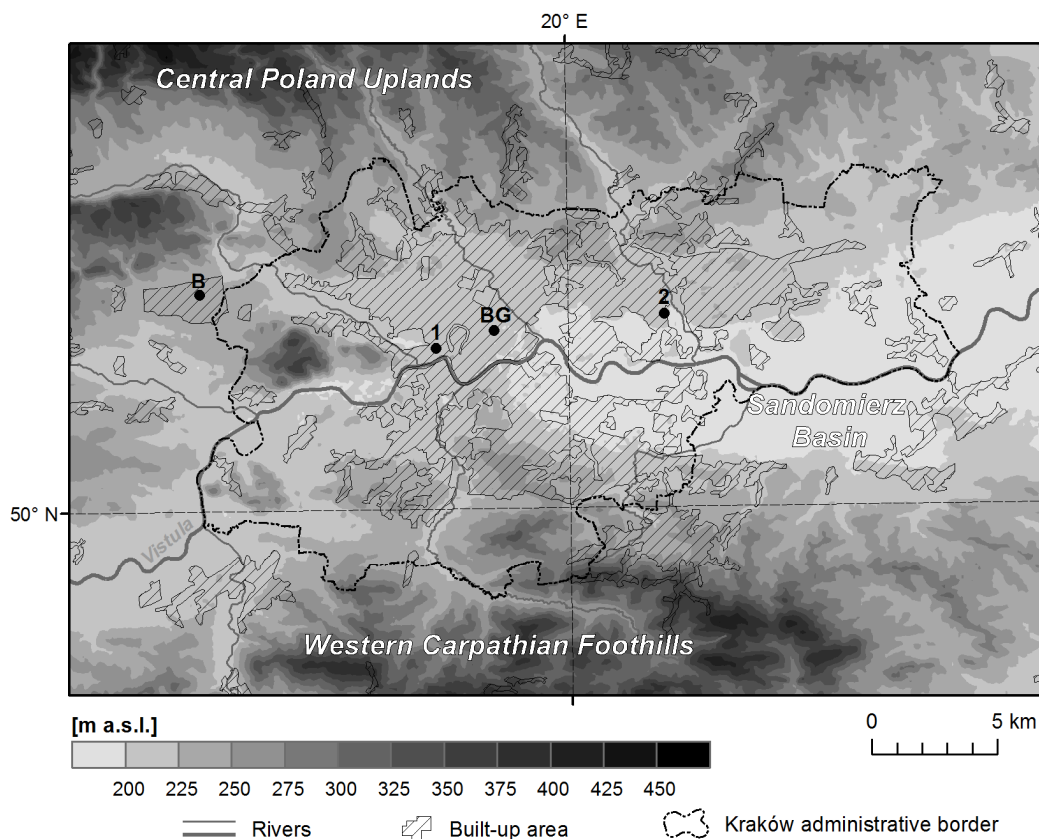 20° E
Central Poland Uplands
B
1
BG
2
Sandomierz
Basin
50° N
Vistula
Western Carpathian Foothills
[m a.s.l.]
0 5 km
200 225 250 275 300 325 350 375 400 425 450
Rivers
Built-up area
Kraków administrative border